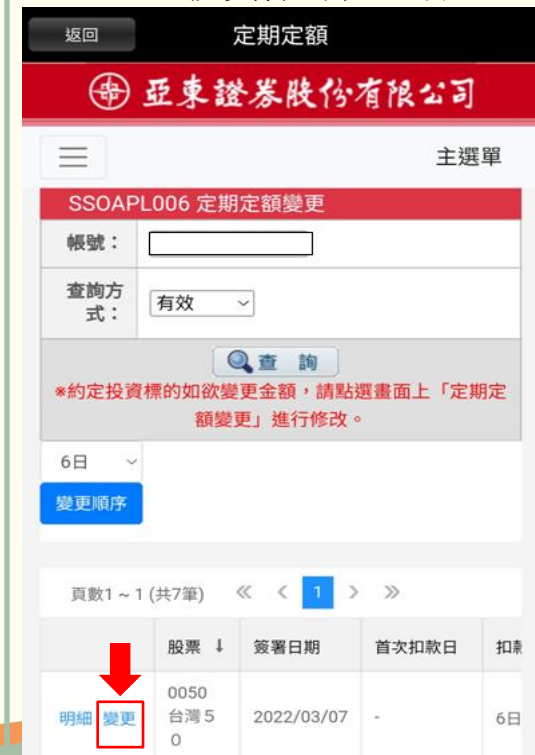 返回
定期定額
亞東證券股份有限公司
主選單
SSOAPL006 定期定額變更
帳號：
查詢方
式：
有效
查 詢
※約定投資標的如欲變更金額，請點選畫面上「定期定
額變更」進行修改。
6日
變更順序
頁數1 ~ 1 (共7筆) « < 1 > »
股票 ↓ 簽署日期 首次扣款日 扣款
明細 變更
0050
台灣5
0
2022/03/07 - 6日